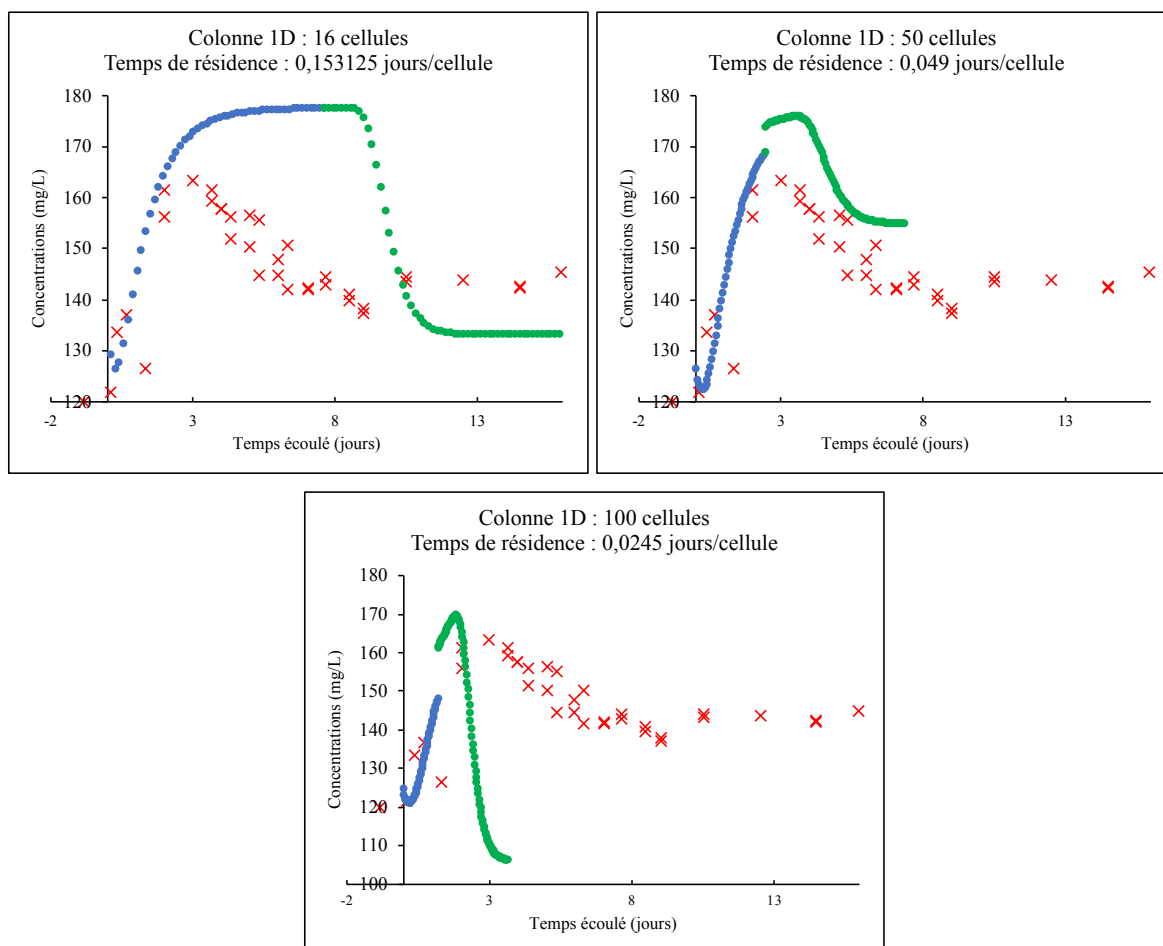 Colonne 1D : 16 cellules
Temps de résidence : 0,153125 jours/cellule
180
170
160
150
140
130
120
Concentrations (mg/L)
-2
3
8
13
Temps écoulé (jours)
Colonne 1D : 50 cellules
Temps de résidence : 0,049 jours/cellule
180
170
160
150
140
130
120
Concentrations (mg/L)
-2
3
8
13
Temps écoulé (jours)
Colonne 1D : 100 cellules
Temps de résidence : 0,0245 jours/cellule
180
170
160
150
140
130
120
110
100
Concentrations (mg/L)
-2
3
8
13
Temps écoulé (jours)